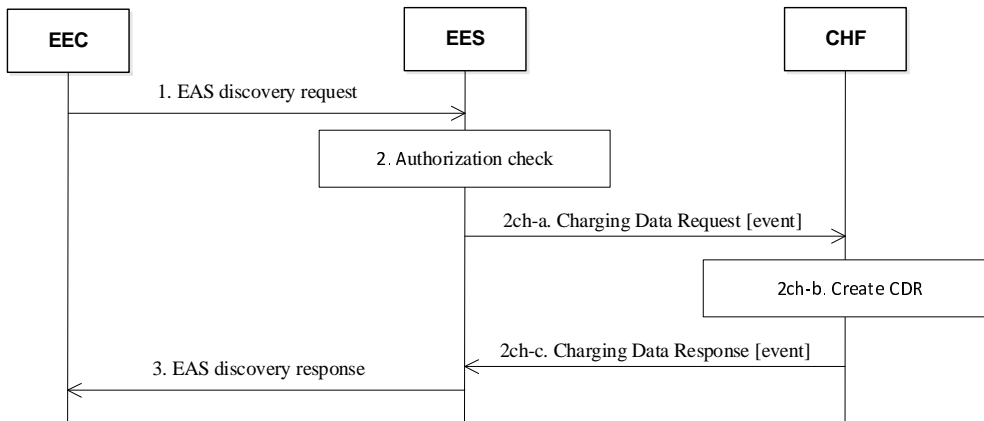 EEC
EES
CHF
1. EAS discovery request
2. Authorization check
2ch-a. Charging Data Request [event]
2ch-b. Create CDR
2ch-c. Charging Data Response [event]
3. EAS discovery response